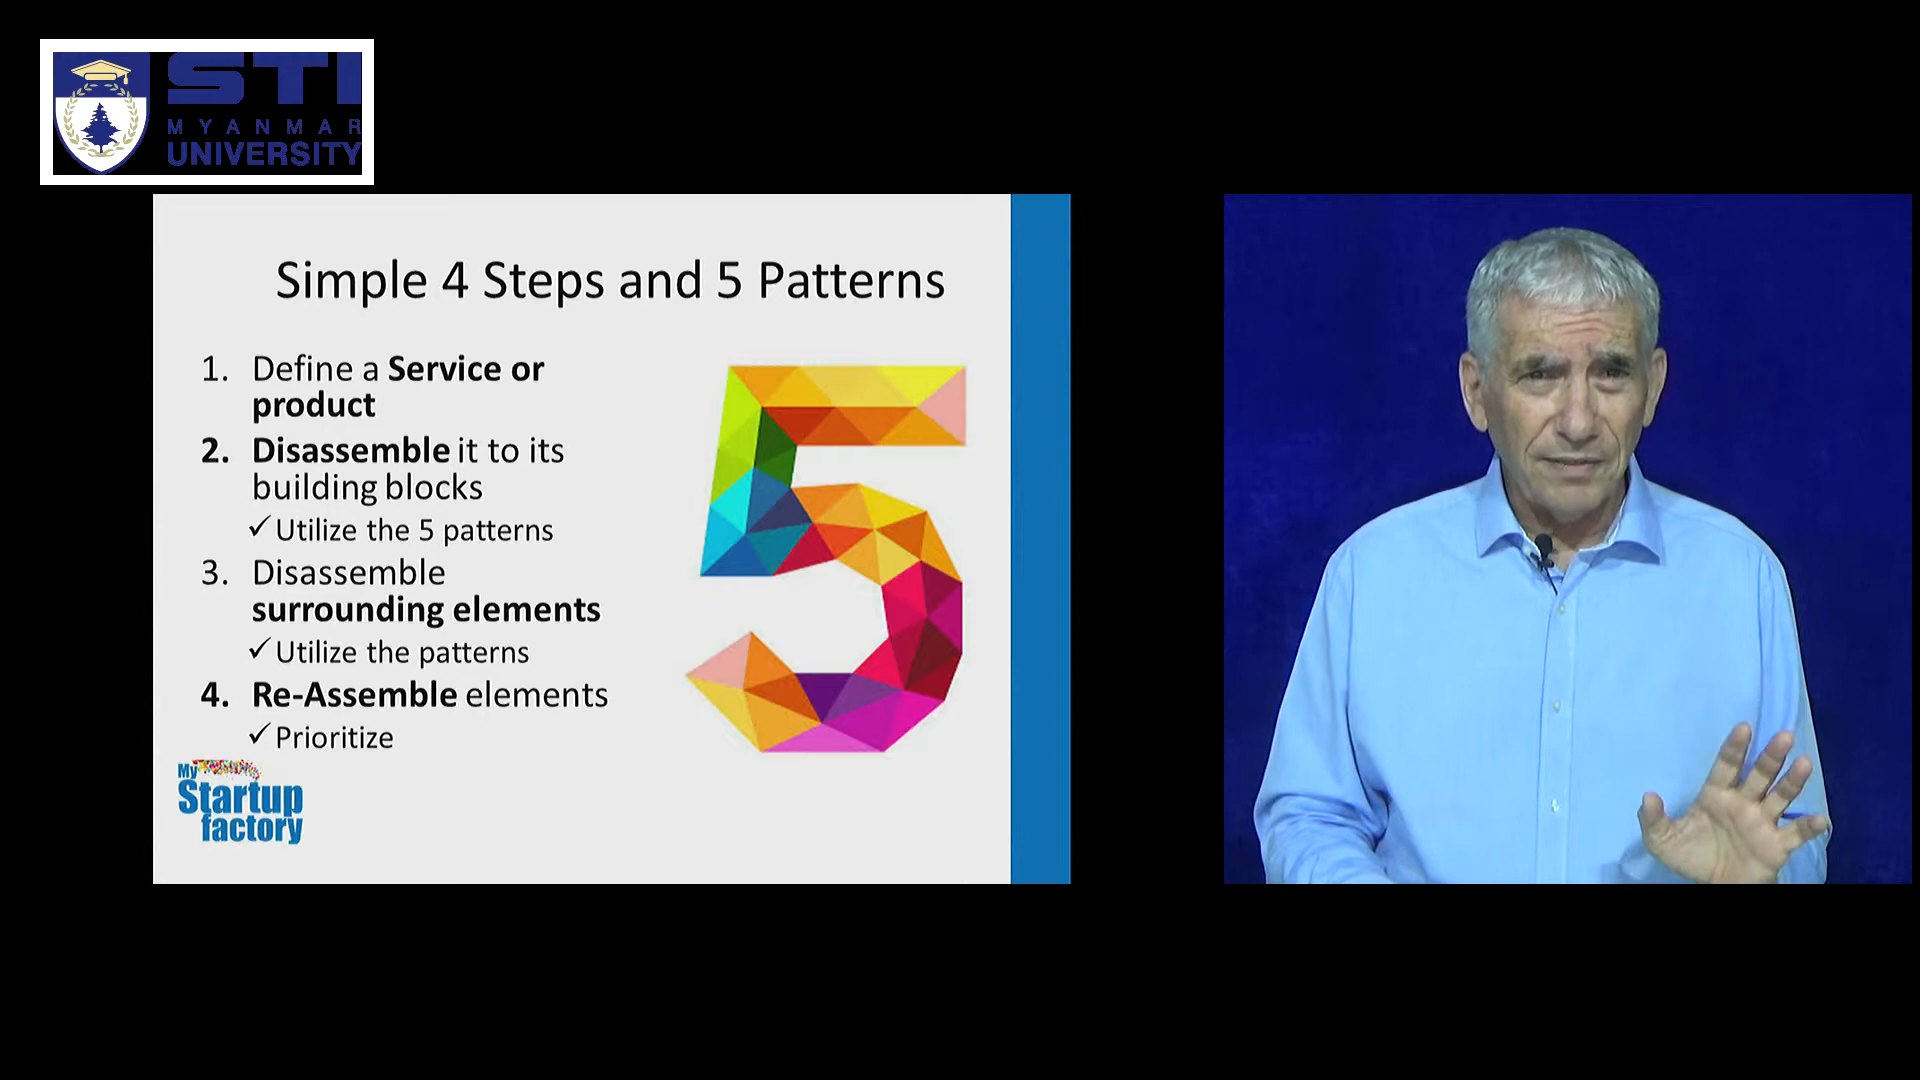 STI
MYANMAR
UNIVERSITY
Simple 4 Steps and 5 Patterns
1. Define a Service or
product
2. Disassemble it to its
building blocks
✓ Utilize the 5 patterns
3. Disassemble
surrounding elements
✓ Utilize the patterns
4. Re-Assemble elements
✓ Prioritize
My
Startup
factory
5